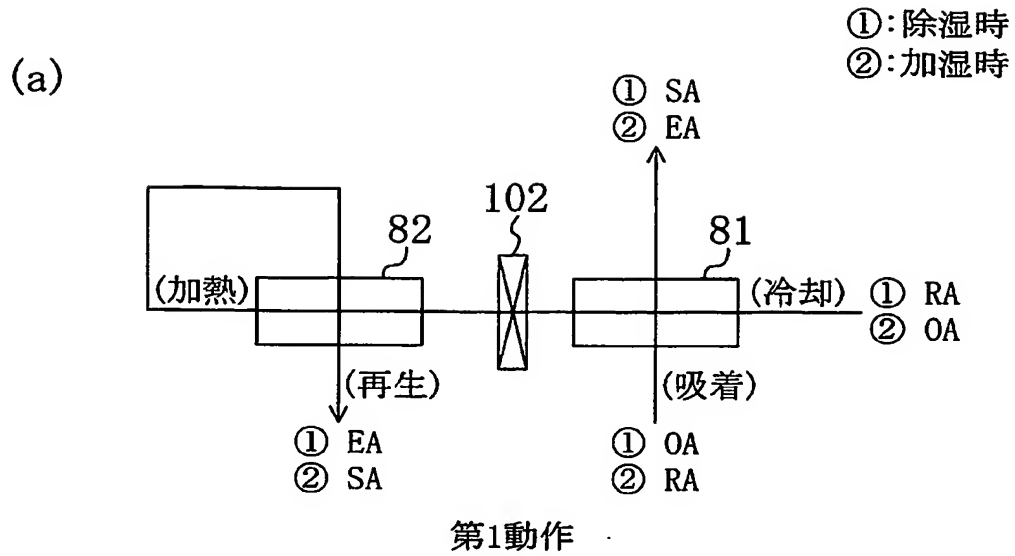 ①:除湿時
②:加湿時
(a)
① SA
② EA
102
82
81
(加熱)
(冷却)
① RA
② OA
(再生)
(吸着)
① EA
② SA
① OA
② RA
第1動作